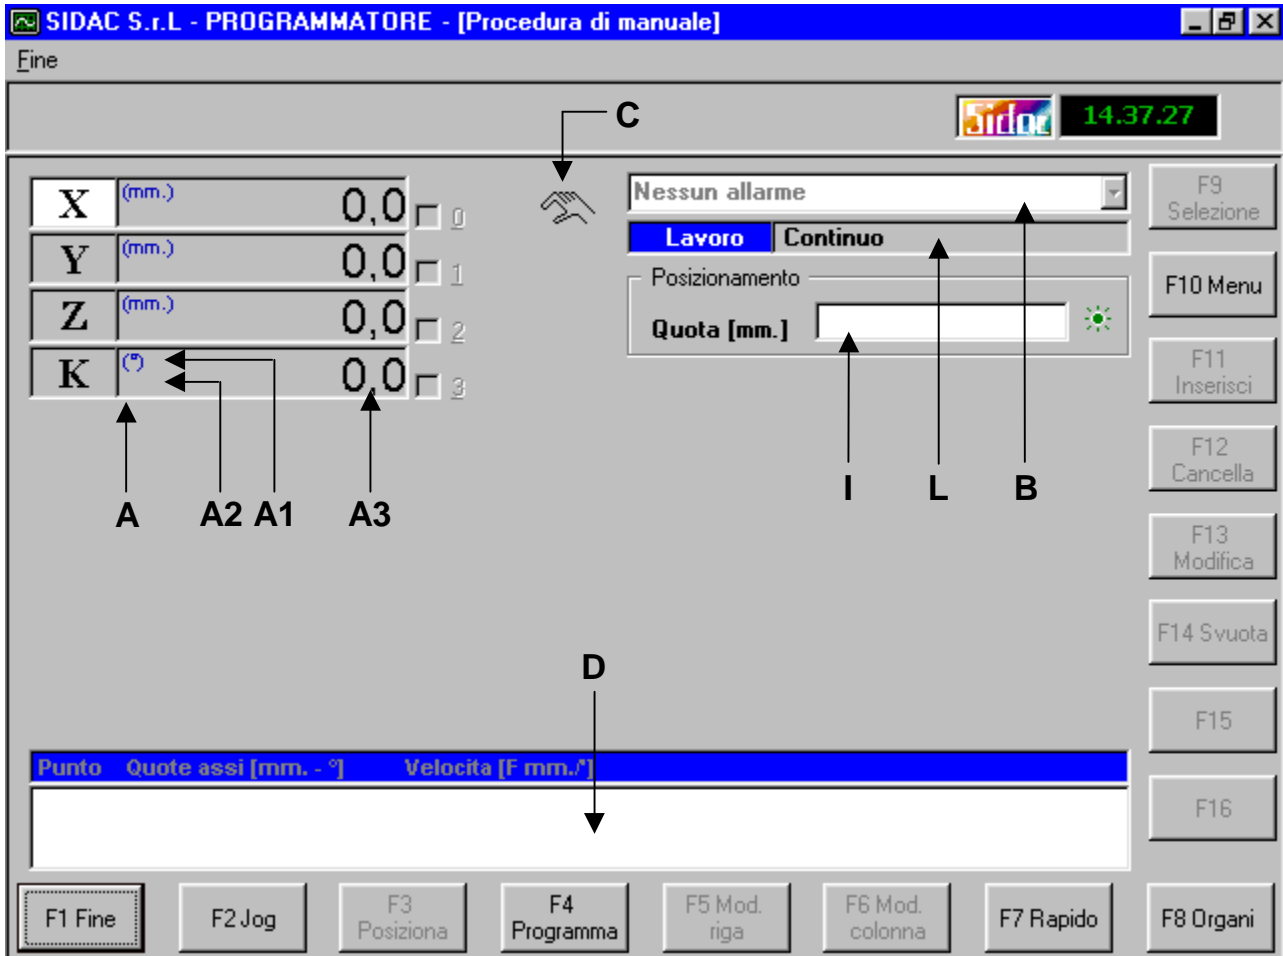 SIDAC S.r.L - PROGRAMMATORE - [Procedura di manuale]
Fine
Sidac 14.37.27
C
X (mm.) 0,0 0
Y (mm.) 0,0 1
Z (mm.) 0,0 2
K (°) 0,0 3
Nessun allarme
Lavoro Continuo
Posizionamento
Quota [mm.]
A A2 A1 A3 I L B
F9
Selezione
F10 Menu
F11
Inserisci
F12
Cancella
F13
Modifica
F14 Svuota
F15
F16
D
Punto Quote assi [mm. - °] Velocita [F mm./']
F1 Fine
F2 Jog
F3
Posiziona
F4
Programma
F5 Mod.
riga
F6 Mod.
colonna
F7 Rapido
F8 Organi